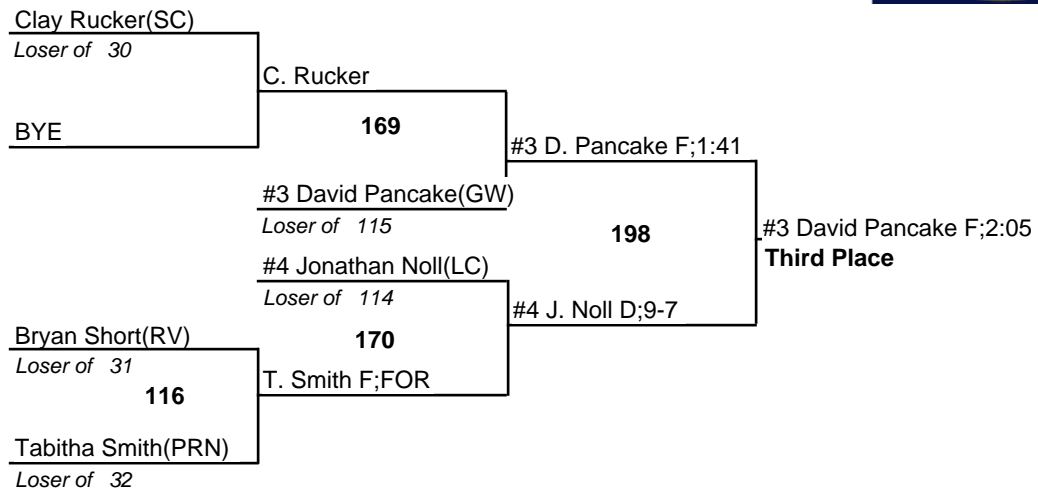 Clay Rucker(SC)
Loser of 30
C. Rucker
BYE
169
#3 D. Pancake F;1:41
#3 David Pancake(GW)
Loser of 115
198
#3 David Pancake F;2:05
Third Place
#4 Jonathan Noll(LC)
Loser of 114
#4 J. Noll D;9-7
Bryan Short(RV)
170
Loser of 31
T. Smith F;FOR
116
Tabitha Smith(PRN)
Loser of 32